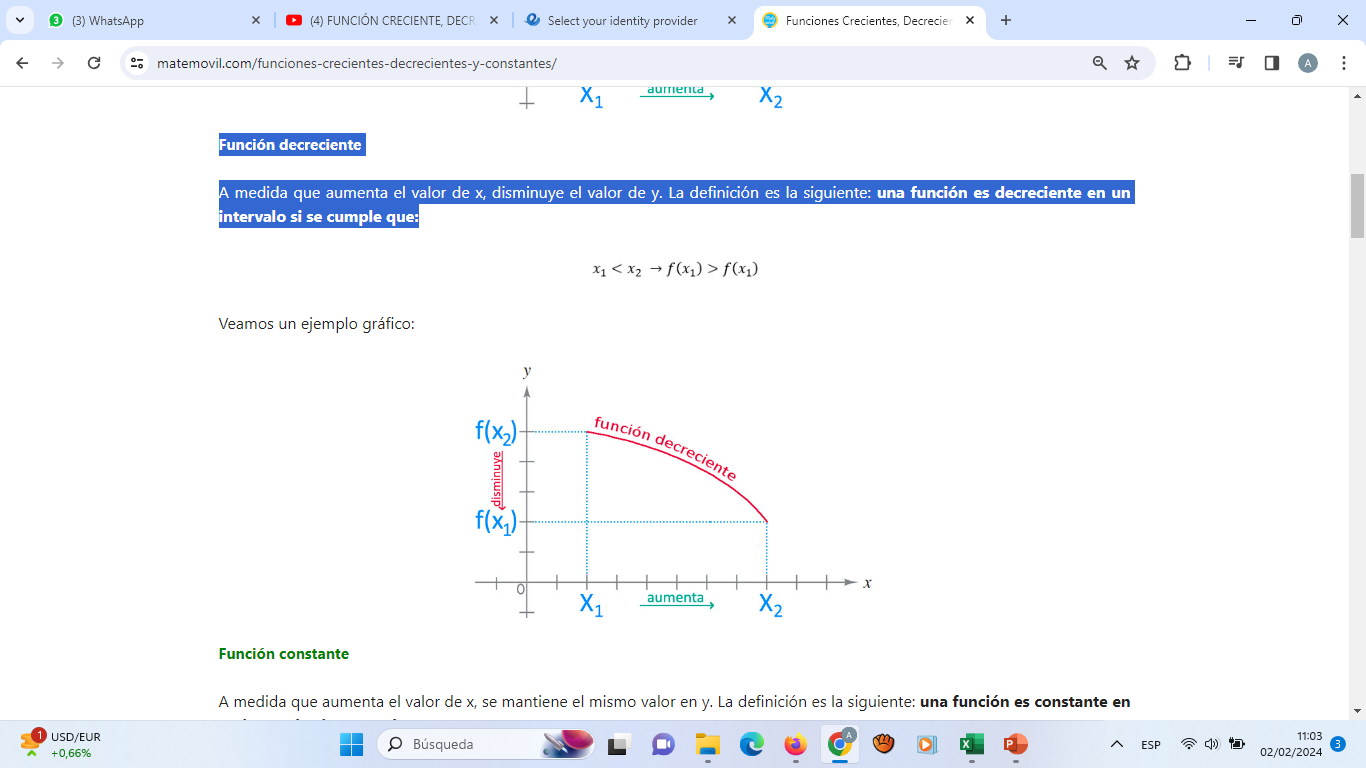 (3) WhatsApp
(4) FUNCIÓN CRECIENTE, DECR
Select your identity provider
Funciones Crecientes, Decrecien
matemovil.com/funciones-crecientes-decrecientes-y-constantes/
A
X1 aumenta X2
Función decreciente
A medida que aumenta el valor de x, disminuye el valor de y. La definición es la siguiente: una función es decreciente en un
intervalo si se cumple que:
x₁ < x₂ → f(x₁) > f(x₁)
Veamos un ejemplo gráfico:
y
función decreciente
f(x₂)
disminuye
f(x₁)
0
x
X₁ aumenta X₂
Función constante
A medida que aumenta el valor de x, se mantiene el mismo valor en y. La definición es la siguiente: una función es constante en
1
USD/EUR
+0,66%
Búsqueda
A
ESP
11:03
02/02/2024
3